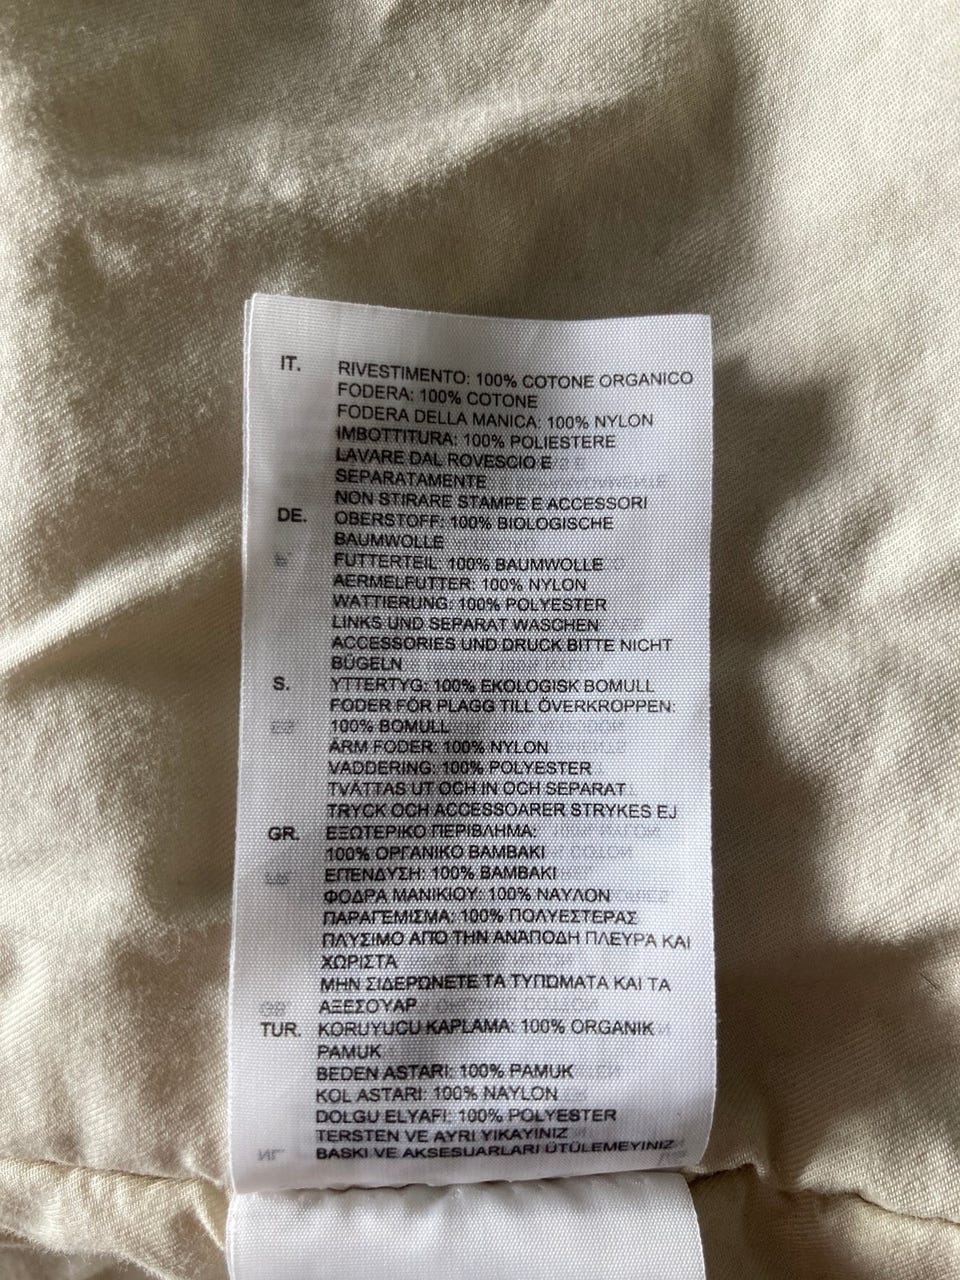 IT. RIVESTIMENTO: 100% COTONE ORGANICO
FODERA: 100% COTONE
FODERA DELLA MANICA: 100% NYLON
IMBOTTITURA: 100% POLIESTERE
LAVARE DAL ROVESCIO E
SEPARATAMENTE
NON STIRARE STAMPE E ACCESSORI
DE. OBERSTOFF: 100% BIOLOGISCHE
BAUMWOLLE
FUTTERTEIL: 100% BAUMWOLLE
AERMELFUTTER: 100% NYLON
WATTIERUNG: 100% POLYESTER
LINKS UND SEPARAT WASCHEN
ACCESSORIES UND DRUCK BITTE NICHT
BÜGELN
S. YTTERTYG: 100% EKOLOGISK BOMULL
FODER FÖR PLAGG TILL ÖVERKROPPEN:
100% BOMULL
ÄRM FODER: 100% NYLON
VADDERING: 100% POLYESTER
TVÄTTAS UT OCH IN OCH SEPARAT
TRYCK OCH ACCESSOARER STRYKES EJ
GR. ΕΞΩΤΕΡΙΚΟ ΠΕΡΙΒΛΗΜΑ:
100% ΟΡΓΑΝΙΚΟ ΒΑΜΒΑΚΙ
ΕΠΕΝΔΥΣΗ: 100% ΒΑΜΒΑΚΙ
ΦΟΔΡΑ ΜΑΝΙΚΙΟΥ: 100% ΝΑΥΛΟΝ
ΠΑΡΑΓΕΜΙΣΜΑ: 100% ΠΟΛΥΕΣΤΕΡΑΣ
ΠΛΥΣΙΜΟ ΑΠΟ ΤΗΝ ΑΝΑΠΟΔΗ ΠΛΕΥΡΑ ΚΑΙ
ΧΩΡΙΣΤΑ
ΜΗΝ ΣΙΔΕΡΩΝΕΤΕ ΤΑ ΤΥΠΩΜΑΤΑ ΚΑΙ ΤΑ
ΑΞΕΣΟΥΑΡ
TUR. KORUYUCU KAPLAMA: 100% ORGANIK
PAMUK
BEDEN ASTARI: 100% PAMUK
KOL ASTARI: 100% NAYLON
DOLGU ELYAFI: 100% POLYESTER
TERSTEN VE AYRI YIKAYINIZ
BASKI VE AKSESUARLARI ÜTÜLEMEYINIZ